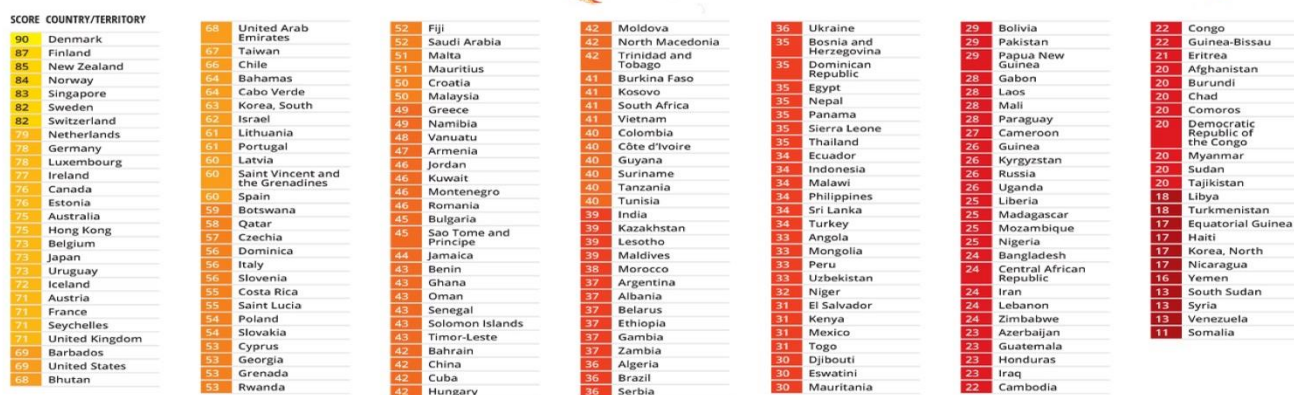 SCORE COUNTRY/TERRITORY
90 Denmark
87 Finland
85 New Zealand
84 Norway
83 Singapore
82 Sweden
82 Switzerland
79 Netherlands
78 Germany
78 Luxembourg
77 Ireland
76 Canada
76 Estonia
75 Australia
75 Hong Kong
73 Belgium
73 Japan
73 Uruguay
72 Iceland
71 Austria
71 France
71 Seychelles
71 United Kingdom
69 Barbados
69 United States
68 Bhutan
68 United Arab
Emirates
67 Taiwan
66 Chile
64 Bahamas
64 Cabo Verde
63 Korea, South
62 Israel
61 Lithuania
61 Portugal
60 Latvia
60 Saint Vincent and
the Grenadines
60 Spain
59 Botswana
58 Qatar
57 Czechia
56 Dominica
56 Italy
56 Slovenia
55 Costa Rica
55 Saint Lucia
54 Poland
54 Slovakia
53 Cyprus
53 Georgia
53 Grenada
53 Rwanda
52 Fiji
52 Saudi Arabia
51 Malta
51 Mauritius
50 Croatia
50 Malaysia
49 Greece
49 Namibia
48 Vanuatu
47 Armenia
46 Jordan
46 Kuwait
46 Montenegro
46 Romania
45 Bulgaria
45 Sao Tome and
Principe
44 Jamaica
43 Benin
43 Ghana
43 Oman
43 Senegal
43 Solomon Islands
43 Timor-Leste
42 Bahrain
42 China
42 Cuba
42 Hungary
42 Moldova
42 North Macedonia
42 Trinidad and
Tobago
41 Burkina Faso
41 Kosovo
41 South Africa
41 Vietnam
40 Colombia
40 Côte d'Ivoire
40 Guyana
40 Suriname
40 Tanzania
40 Tunisia
39 India
39 Kazakhstan
39 Lesotho
39 Maldives
38 Morocco
37 Argentina
37 Albania
37 Belarus
37 Ethiopia
37 Gambia
37 Zambia
36 Algeria
36 Brazil
36 Serbia
36 Ukraine
35 Bosnia and
Herzegovina
35 Dominican
Republic
35 Egypt
35 Nepal
35 Panama
35 Sierra Leone
35 Thailand
34 Ecuador
34 Indonesia
34 Malawi
34 Philippines
34 Sri Lanka
34 Turkey
33 Angola
33 Mongolia
33 Peru
33 Uzbekistan
32 Niger
31 El Salvador
31 Kenya
31 Mexico
31 Togo
30 Djibouti
30 Eswatini
30 Mauritania
29 Bolivia
29 Pakistan
29 Papua New
Guinea
28 Gabon
28 Laos
28 Mali
28 Paraguay
27 Cameroon
26 Guinea
26 Kyrgyzstan
26 Russia
26 Uganda
25 Liberia
25 Madagascar
25 Mozambique
25 Nigeria
24 Bangladesh
24 Central African
Republic
24 Iran
24 Lebanon
24 Zimbabwe
23 Azerbaijan
23 Guatemala
23 Honduras
23 Iraq
22 Cambodia
22 Congo
22 Guinea-Bissau
21 Eritrea
20 Afghanistan
20 Burundi
20 Chad
20 Comoros
20 Democratic
Republic of
the Congo
20 Myanmar
20 Sudan
20 Tajikistan
18 Libya
18 Turkmenistan
17 Equatorial Guinea
17 Haiti
17 Korea, North
17 Nicaragua
16 Yemen
13 South Sudan
13 Syria
13 Venezuela
11 Somalia